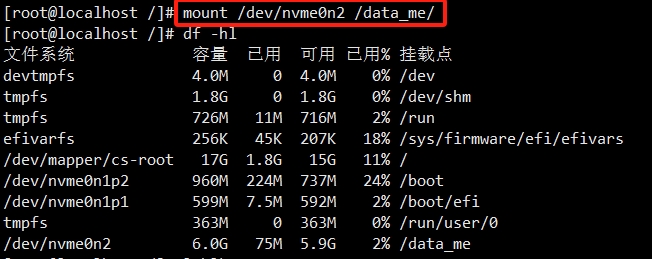 [root@localhost /]# mount /dev/nvme0n2 /data_me/
[root@localhost /]# df -hl
文件系统 容量 已用 可用 已用% 挂载点
devtmpfs 4.0M 0 4.0M 0% /dev
tmpfs 1.8G 0 1.8G 0% /dev/shm
tmpfs 726M 11M 716M 2% /run
efivarfs 256K 45K 207K 18% /sys/firmware/efi/efivars
/dev/mapper/cs-root 17G 1.8G 15G 11% /
/dev/nvme0n1p2 960M 224M 737M 24% /boot
/dev/nvme0n1p1 599M 7.5M 592M 2% /boot/efi
tmpfs 363M 0 363M 0% /run/user/0
/dev/nvme0n2 6.0G 75M 5.9G 2% /data_me